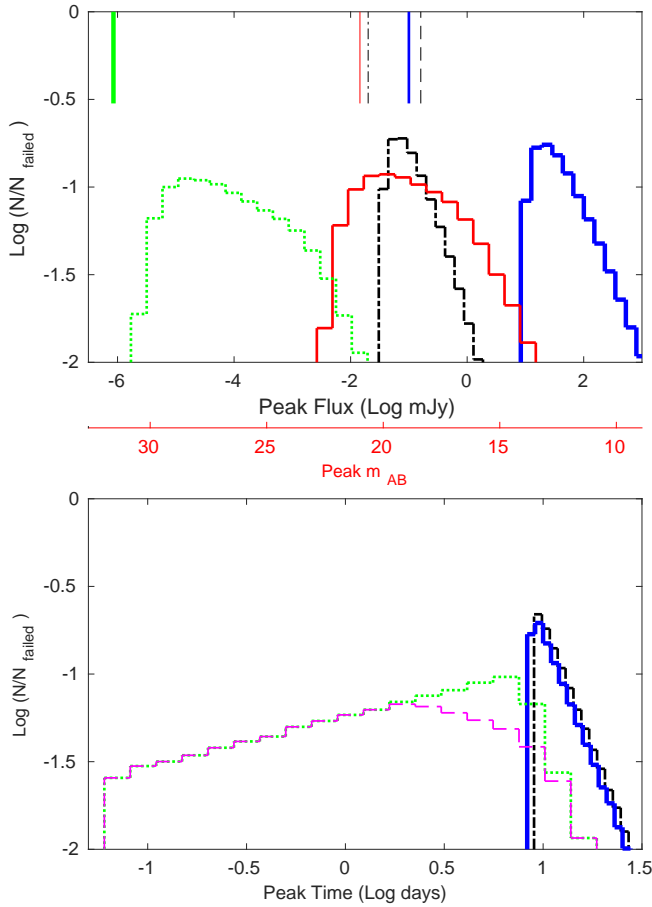 0
-0.5
-1
-1.5
-2
Log (N/N failed )
-6 -4 -2 0 2
Peak Flux (Log mJy)
30 25 20 15 10
Peak m AB
0
-0.5
-1
-1.5
-2
Log (N/N failed )
-1 -0.5 0 0.5 1 1.5
Peak Time (Log days)